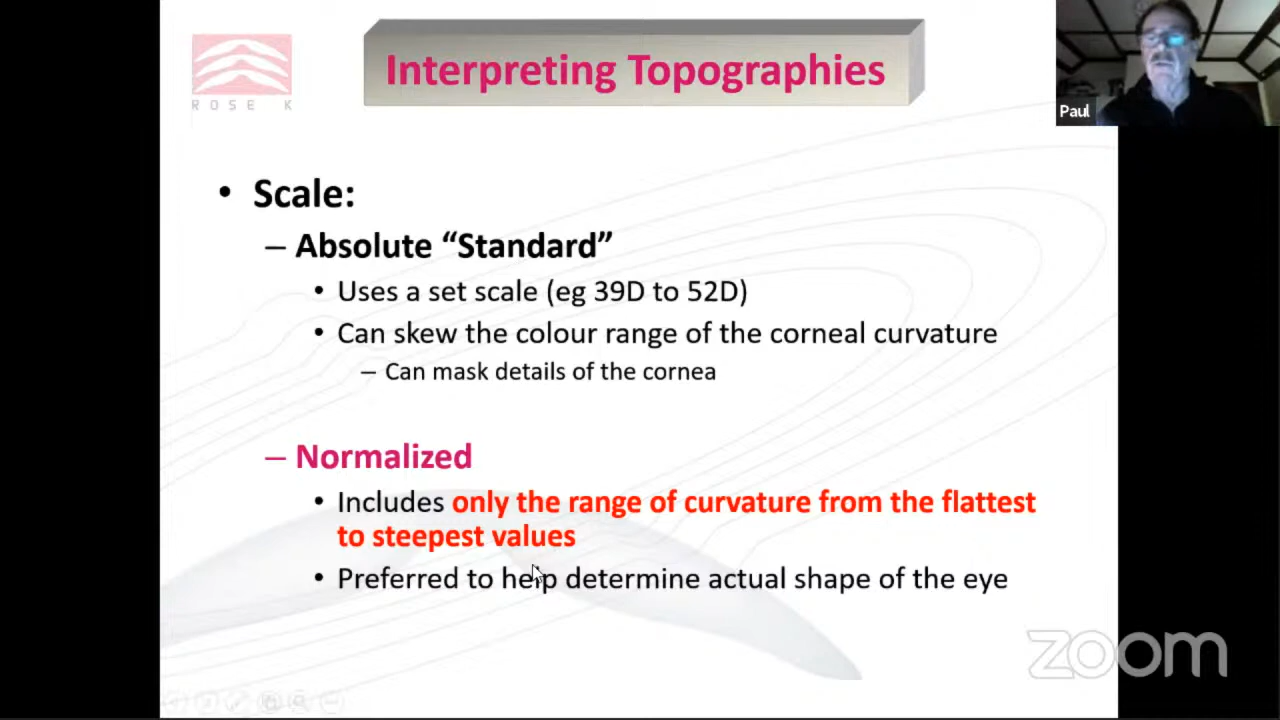 Interpreting Topographies
ROSE K
Paul
• Scale:
– Absolute “Standard”
• Uses a set scale (eg 39D to 52D)
• Can skew the colour range of the corneal curvature
– Can mask details of the cornea
– Normalized
• Includes only the range of curvature from the flattest
to steepest values
• Preferred to help determine actual shape of the eye
zoom